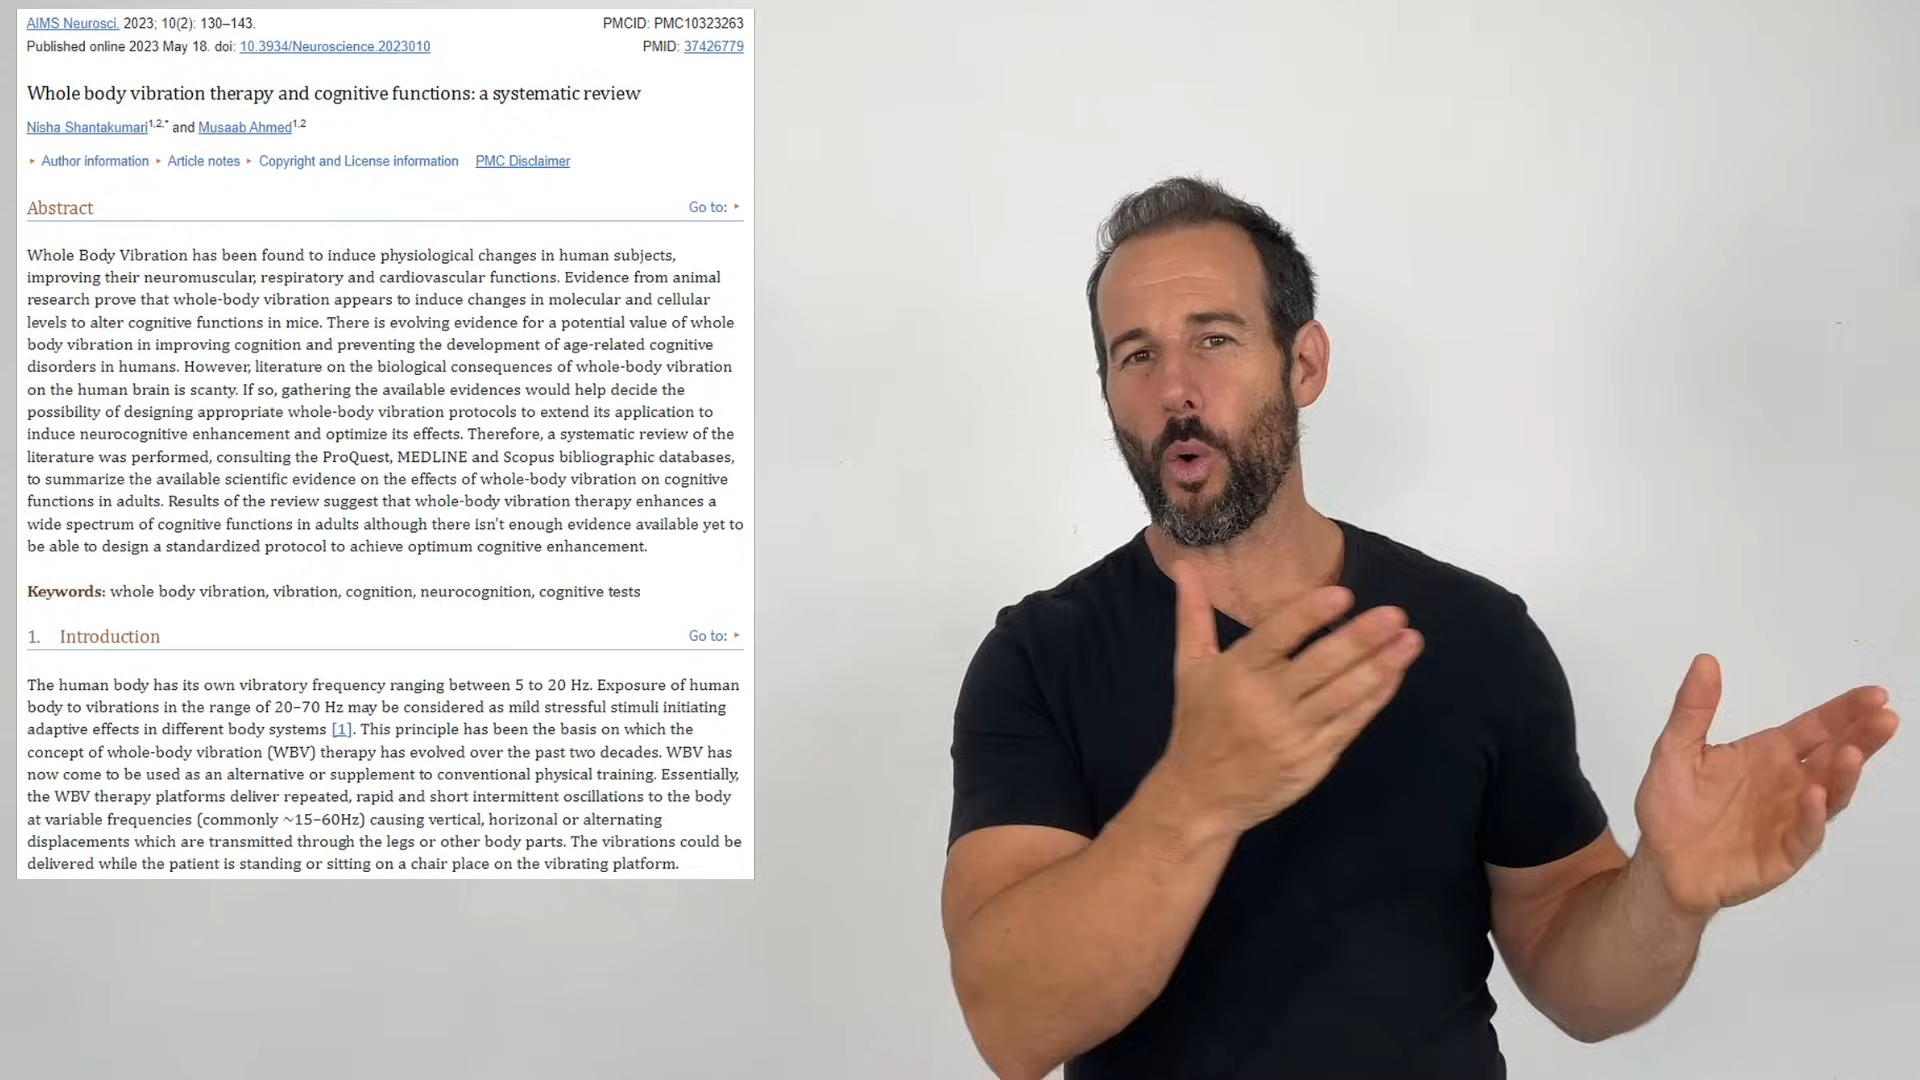 AIMS Neurosci. 2023; 10(2): 130–143.
PMCID: PMC10323263
Published online 2023 May 18. doi: 10.3934/Neuroscience.2023010
PMID: 37426779
Whole body vibration therapy and cognitive functions: a systematic review
Nisha Shantakumari1,2,* and Musaab Ahmed1,2
▸ Author information ▸ Article notes ▸ Copyright and License information PMC Disclaimer
Abstract
Go to: ▸
Whole Body Vibration has been found to induce physiological changes in human subjects,
improving their neuromuscular, respiratory and cardiovascular functions. Evidence from animal
research prove that whole-body vibration appears to induce changes in molecular and cellular
levels to alter cognitive functions in mice. There is evolving evidence for a potential value of whole
body vibration in improving cognition and preventing the development of age-related cognitive
disorders in humans. However, literature on the biological consequences of whole-body vibration
on the human brain is scanty. If so, gathering the available evidences would help decide the
possibility of designing appropriate whole-body vibration protocols to extend its application to
induce neurocognitive enhancement and optimize its effects. Therefore, a systematic review of the
literature was performed, consulting the ProQuest, MEDLINE and Scopus bibliographic databases,
to summarize the available scientific evidence on the effects of whole-body vibration on cognitive
functions in adults. Results of the review suggest that whole-body vibration therapy enhances a
wide spectrum of cognitive functions in adults although there isn't enough evidence available yet to
be able to design a standardized protocol to achieve optimum cognitive enhancement.
Keywords: whole body vibration, vibration, cognition, neurocognition, cognitive tests
1. Introduction
Go to: ▸
The human body has its own vibratory frequency ranging between 5 to 20 Hz. Exposure of human
body to vibrations in the range of 20–70 Hz may be considered as mild stressful stimuli initiating
adaptive effects in different body systems [1]. This principle has been the basis on which the
concept of whole-body vibration (WBV) therapy has evolved over the past two decades. WBV has
now come to be used as an alternative or supplement to conventional physical training. Essentially,
the WBV therapy platforms deliver repeated, rapid and short intermittent oscillations to the body
at variable frequencies (commonly ~15–60Hz) causing vertical, horizonal or alternating
displacements which are transmitted through the legs or other body parts. The vibrations could be
delivered while the patient is standing or sitting on a chair place on the vibrating platform.